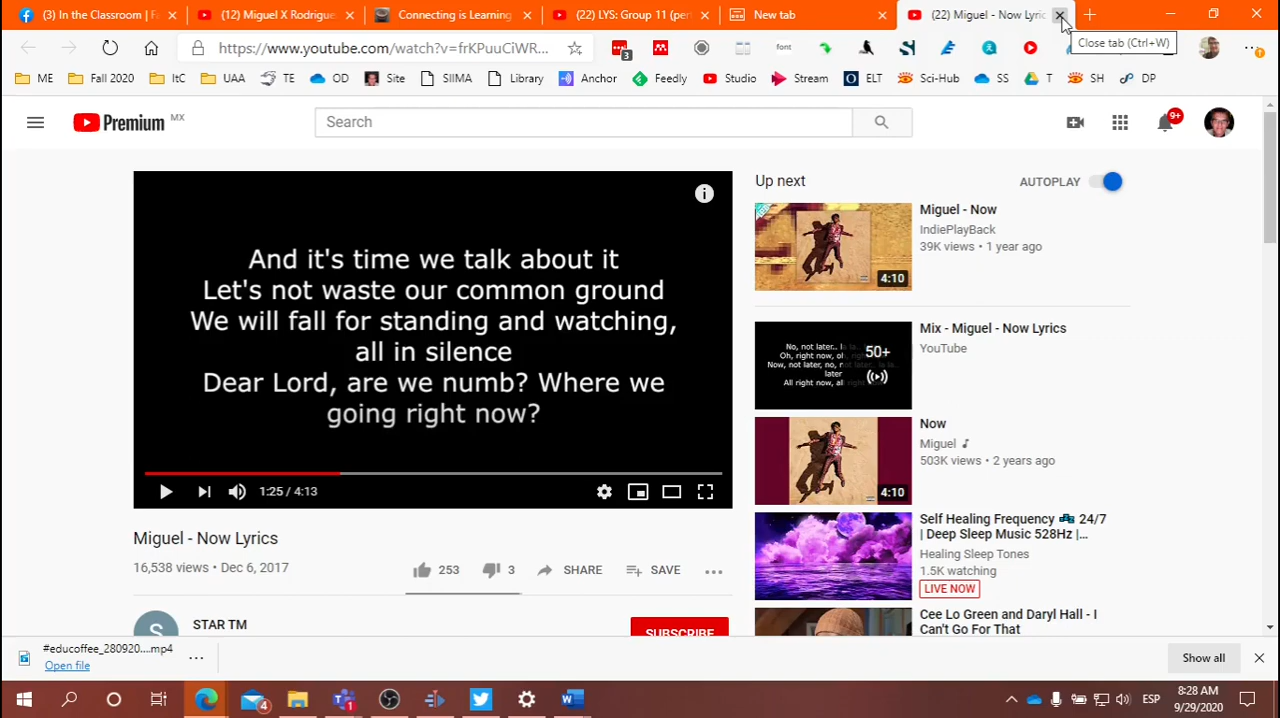 (3) In the Classroom | Fa
(12) Miguel X Rodrigue
Connecting is Learning
(22) LYS: Group 11 (per
New tab
(22) Miguel - Now Lyric
Close tab (Ctrl+W)
https://www.youtube.com/watch?v=frKPuuCiWR...
3
font
ME
Fall 2020
ItC
UAA
TE
OD
Site
SIIMA
Library
Anchor
Feedly
Studio
Stream
ELT
Sci-Hub
SS
T
SH
DP
Premium MX
Search
9+
And it's time we talk about it
Let's not waste our common ground
We will fall for standing and watching,
all in silence
Dear Lord, are we numb? Where we
going right now?
1:25 / 4:13
Miguel - Now Lyrics
16,538 views • Dec 6, 2017
253
3
SHARE
SAVE
S
STAR TM
SUBSCRIBE
Up next
AUTOPLAY
4:10
Miguel - Now
IndiePlayBack
39K views • 1 year ago
50+
Mix - Miguel - Now Lyrics
YouTube
4:10
Now
Miguel
503K views • 2 years ago
Self Healing Frequency 24/7
| Deep Sleep Music 528Hz |...
Healing Sleep Tones
1.5K watching
LIVE NOW
Cee Lo Green and Daryl Hall - I
Can't Go For That
#educoffee_280920....mp4
Open file
Show all
4
1
ESP
8:28 AM
9/29/2020